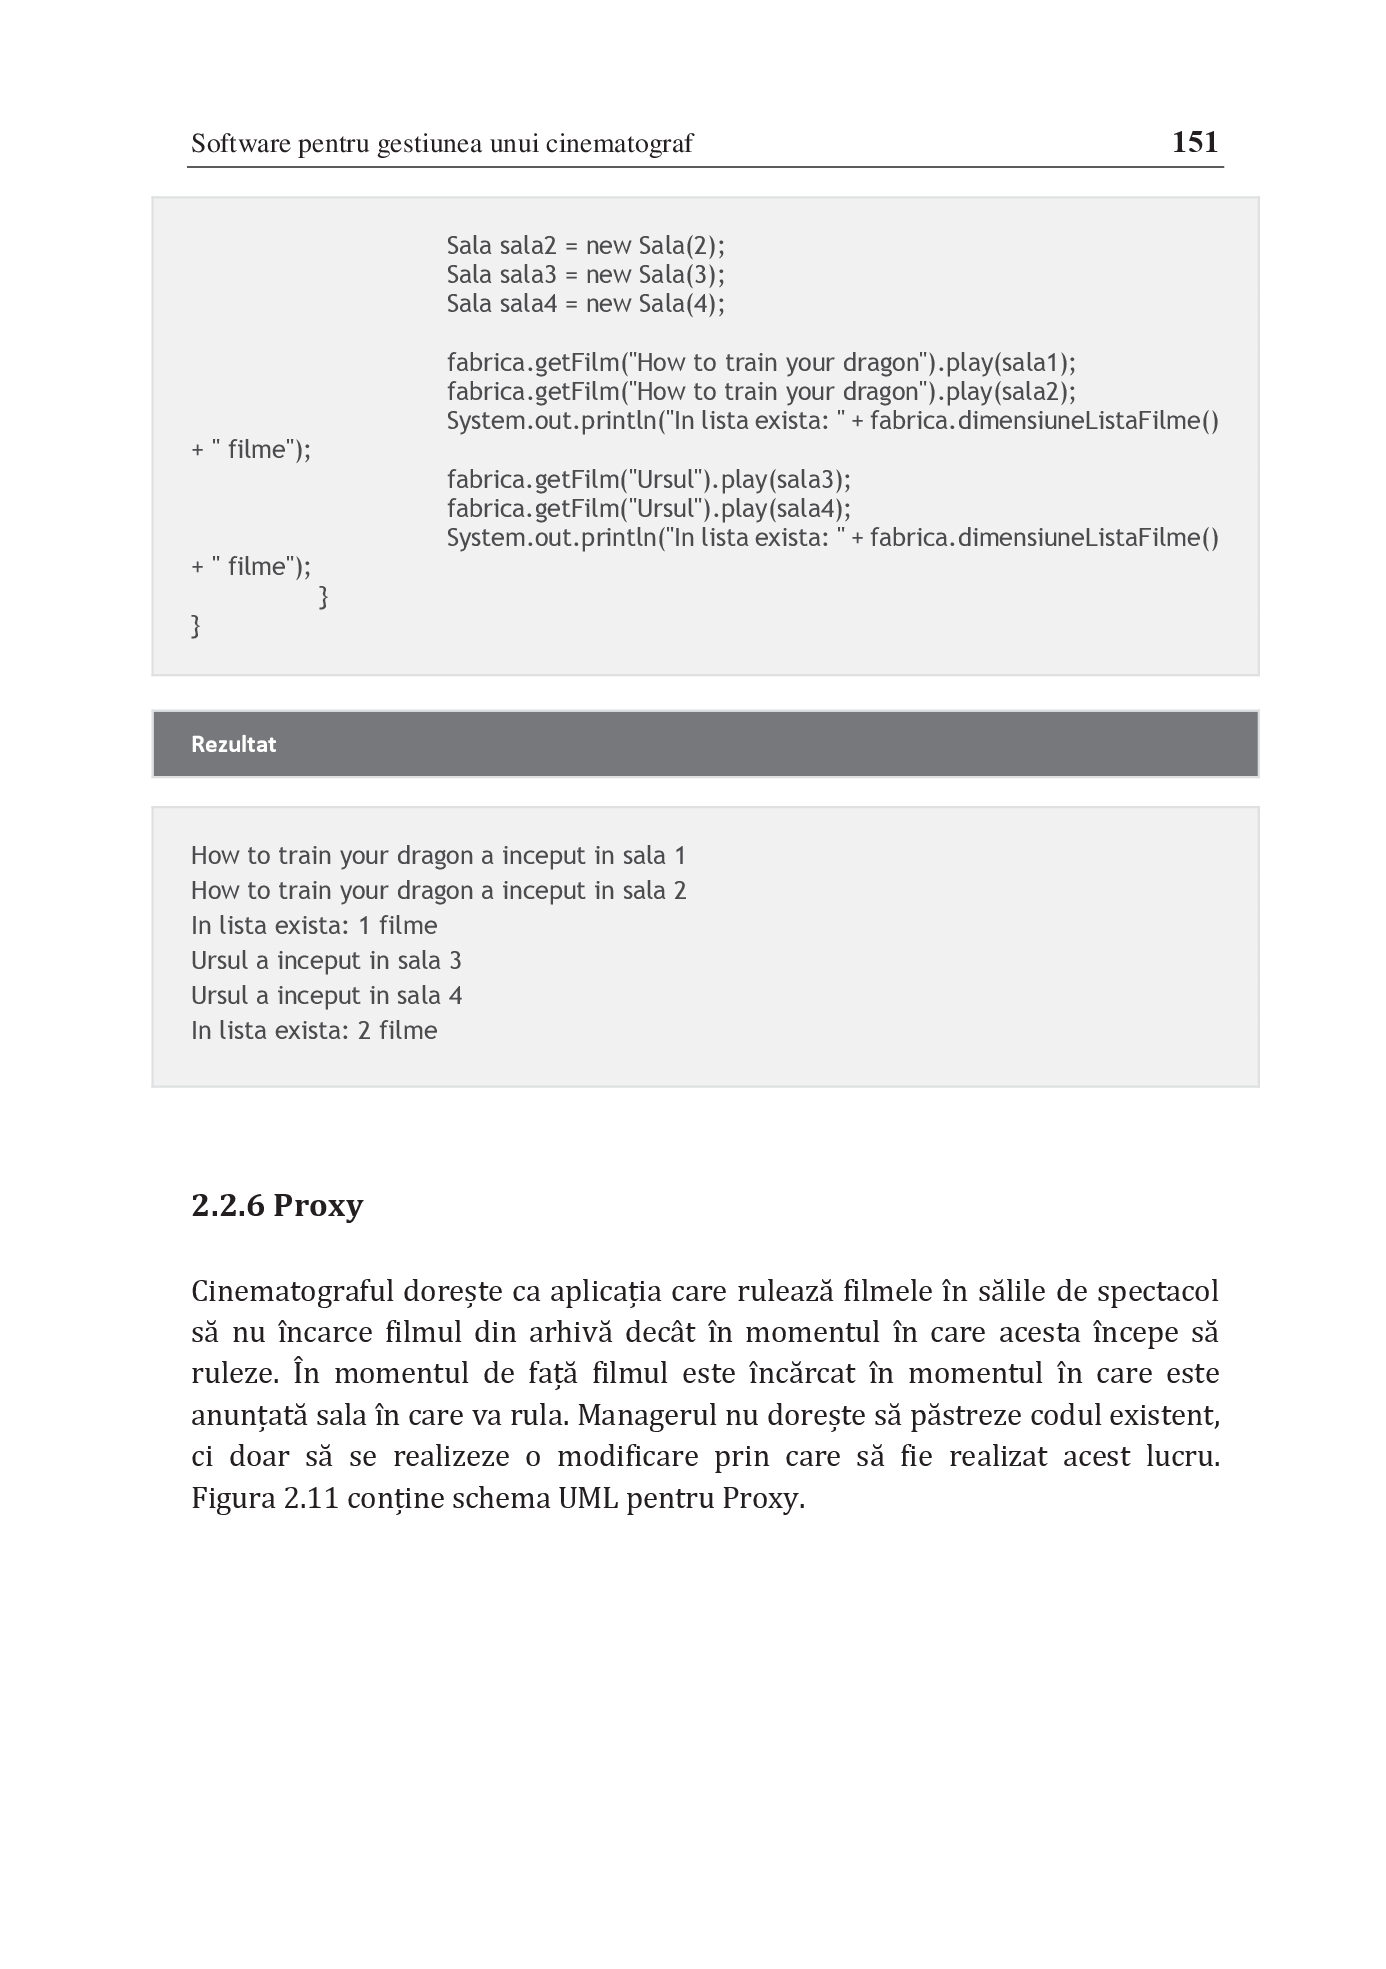 Software pentru gestiunea unui cinematograf 151
Sala sala2 = new Sala(2);
Sala sala3 = new Sala(3);
Sala sala4 = new Sala(4);
fabrica.getFilm("How to train your dragon").play(sala1);
fabrica.getFilm("How to train your dragon").play(sala2);
System.out.println("In lista exista: " + fabrica.dimensiuneListaFilme()
+ " filme");
fabrica.getFilm("Ursul").play(sala3);
fabrica.getFilm("Ursul").play(sala4);
System.out.println("In lista exista: " + fabrica.dimensiuneListaFilme()
+ " filme");
}
}
Rezultat
How to train your dragon a inceput in sala 1
How to train your dragon a inceput in sala 2
In lista exista: 1 filme
Ursul a inceput in sala 3
Ursul a inceput in sala 4
In lista exista: 2 filme
2.2.6 Proxy
Cinematograful dorește ca aplicația care rulează filmele în sălile de spectacol
să nu încarce filmul din arhivă decât în momentul în care acesta începe să
ruleze. În momentul de față filmul este încărcat în momentul în care este
anunțată sala în care va rula. Managerul nu dorește să păstreze codul existent,
ci doar să se realizeze o modificare prin care să fie realizat acest lucru.
Figura 2.11 conține schema UML pentru Proxy.